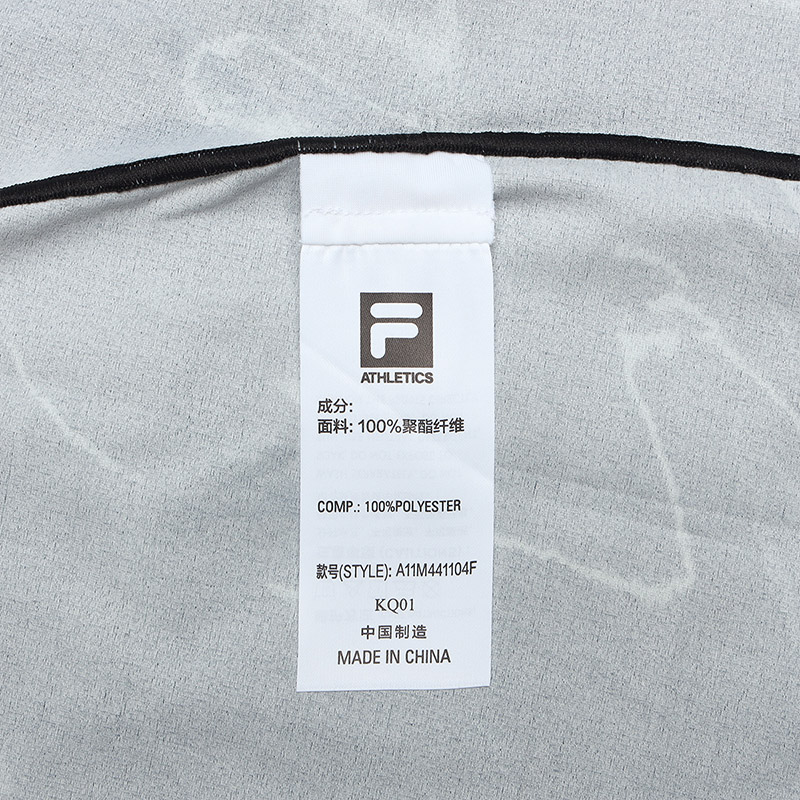 F
ATHLETICS
成分:
面料: 100%聚酯纤维
COMP.: 100%POLYESTER
款号(STYLE): A11M441104F
KQ01
中国制造
MADE IN CHINA